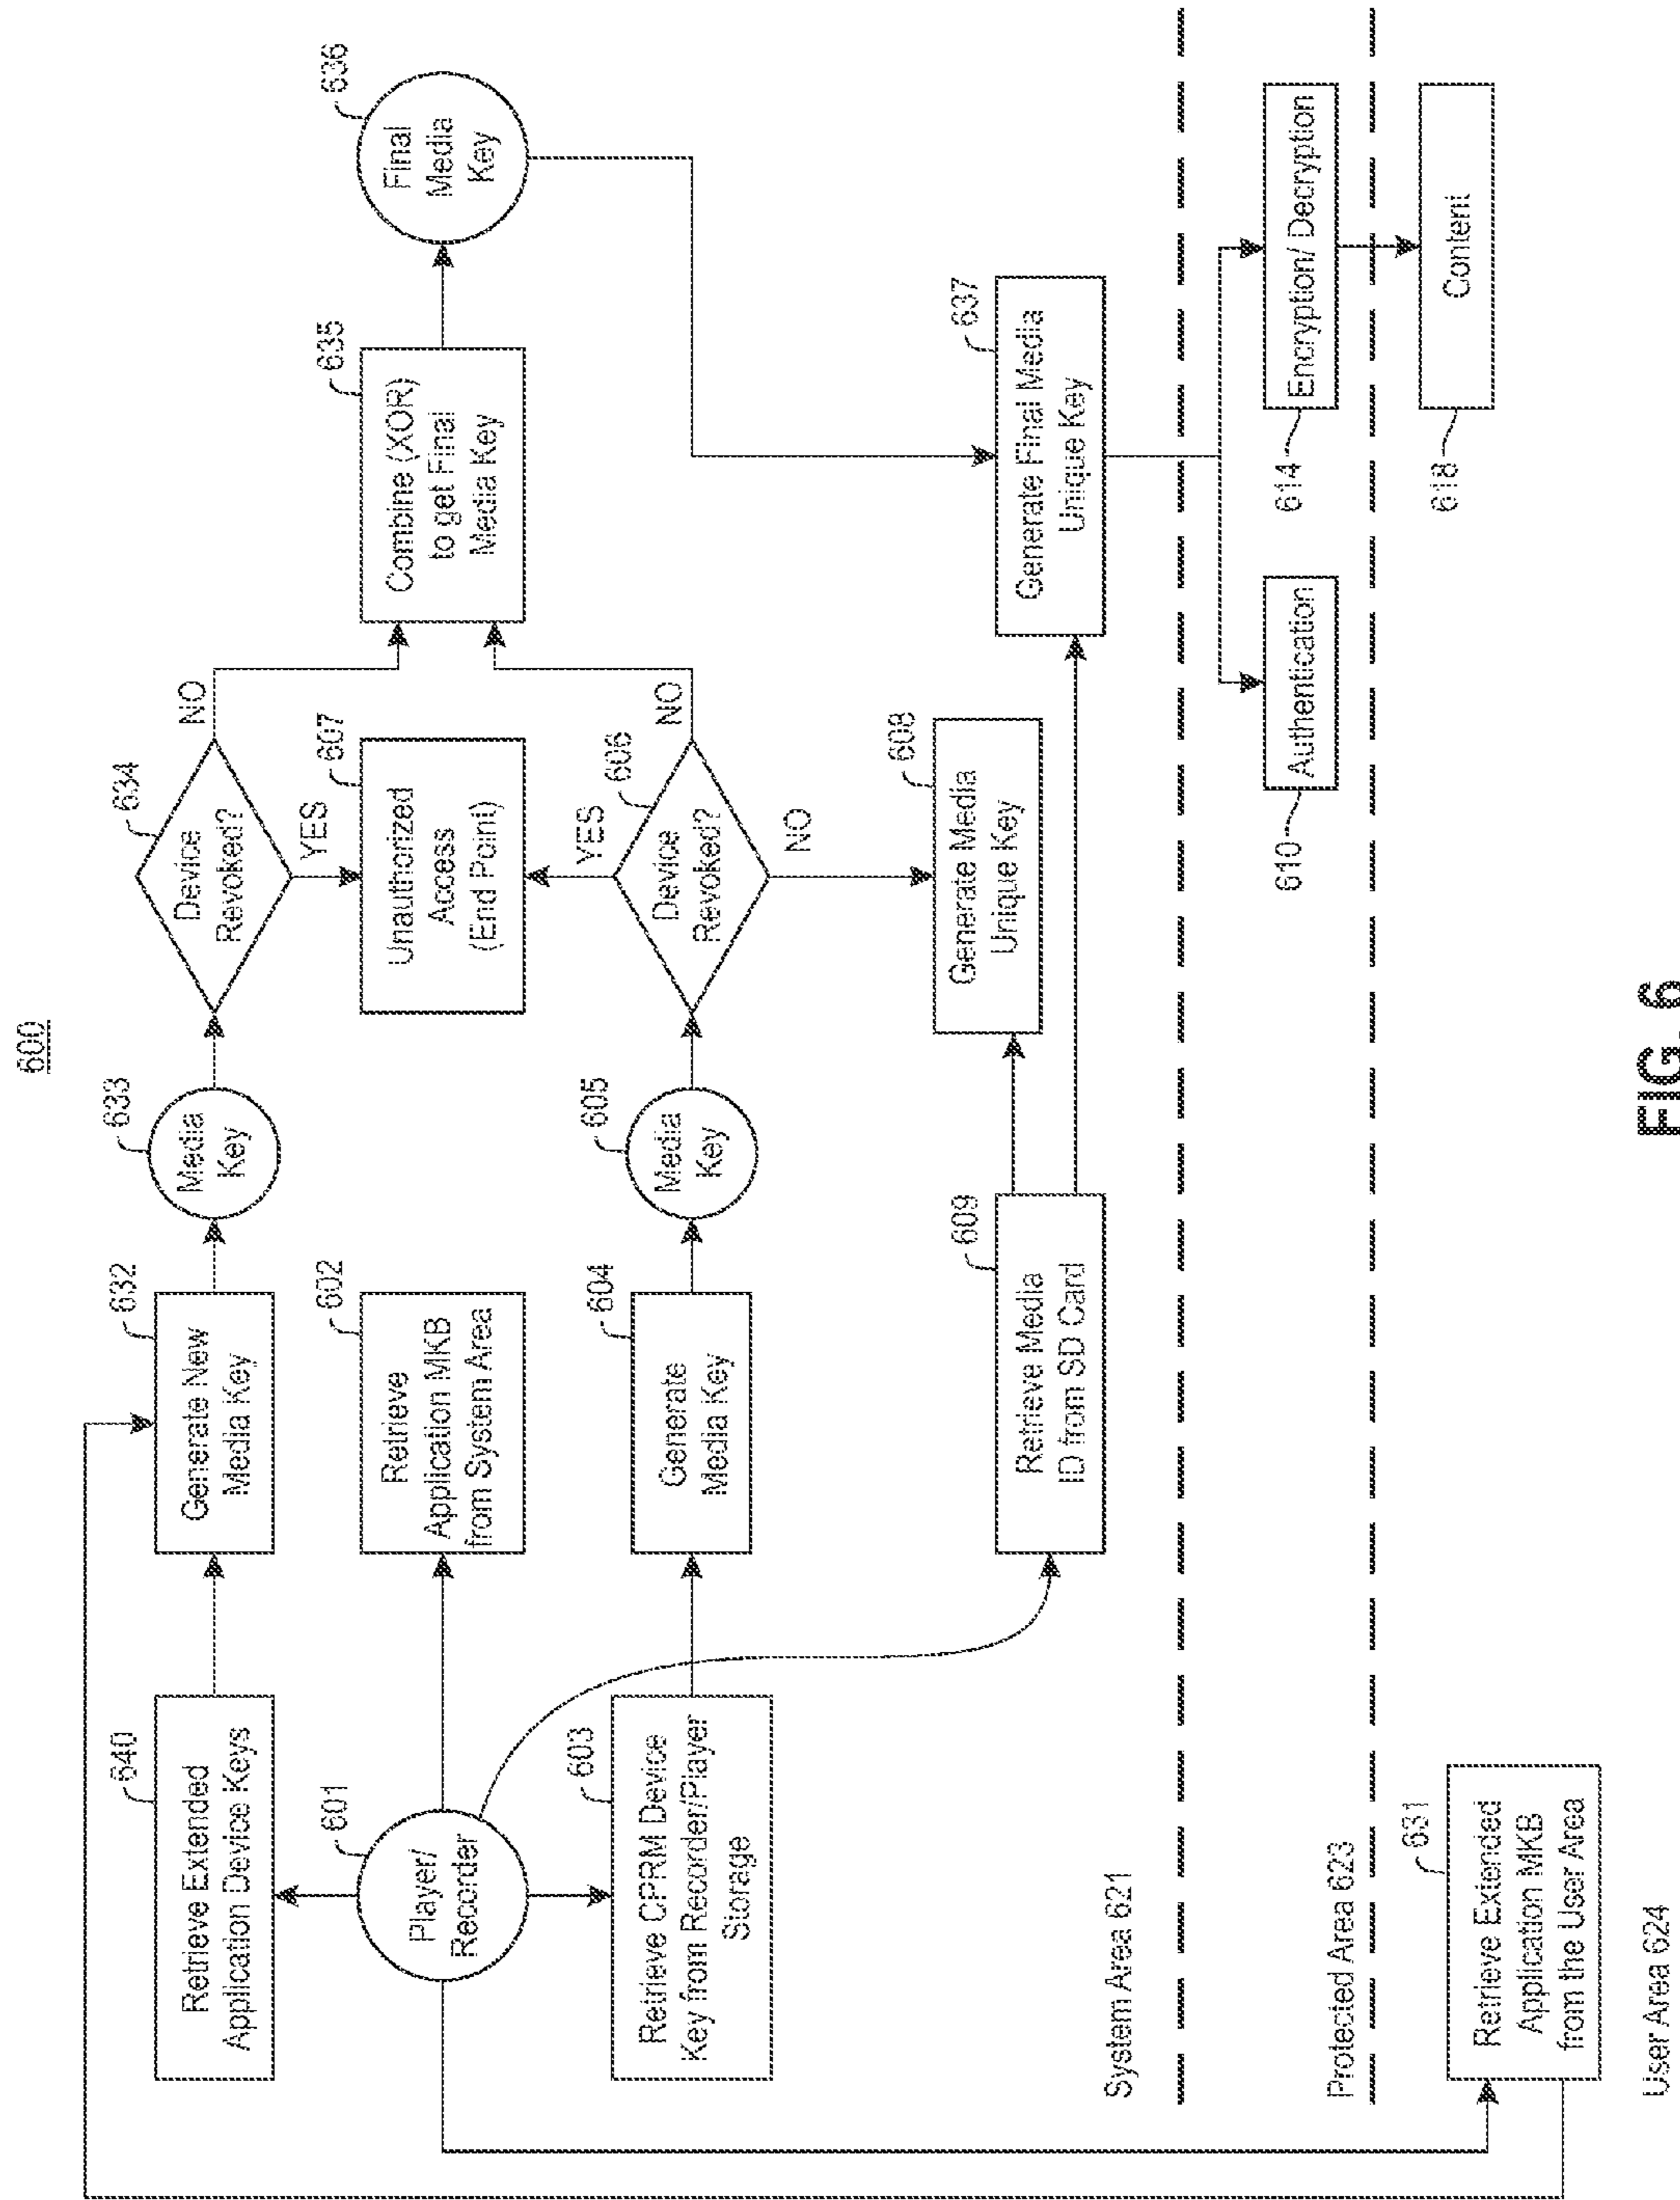 600
640
Retrieve Extended
Application Device Keys
632
Generate New
Media Key
633
Media
Key
634
Device
Revoked?
NO
YES
601
Player/
Recorder
602
Retrieve
Application MKB
from System Area
607
Unauthorized
Access
(End Point)
635
Combine (XOR)
to get Final
Media Key
636
Final
Media
Key
603
Retrieve CPRM Device
Key from Recorder/Player
Storage
604
Generate
Media Key
605
Media
Key
606
Device
Revoked?
YES
NO
NO
608
Generate Media
Unique Key
609
Retrieve Media
ID from SD Card
637
Generate Final Media
Unique Key
System Area 621
610
Authentication
614
Encryption/ Decryption
Protected Area 623
631
Retrieve Extended
Application MKB
from the User Area
618
Content
User Area 624
FIG. 6